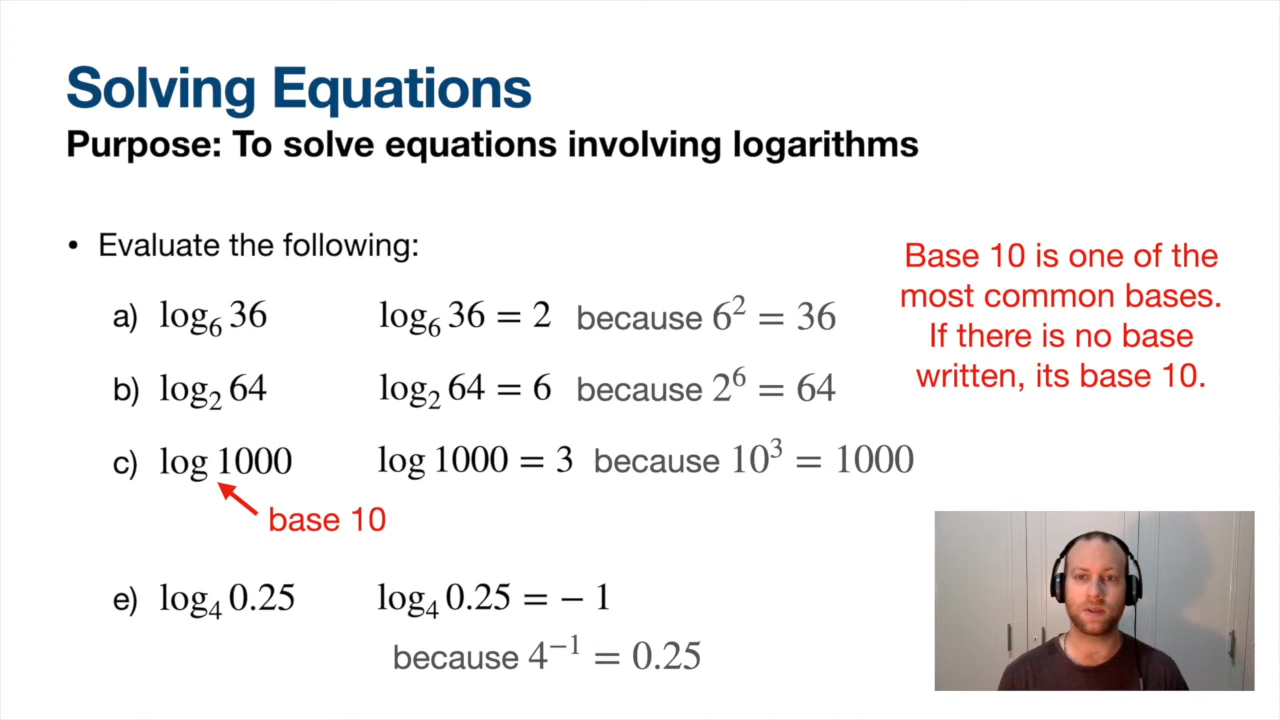 Solving Equations
Purpose: To solve equations involving logarithms
• Evaluate the following:
a) log₆ 36 log₆ 36 = 2 because 6² = 36
b) log₂ 64 log₂ 64 = 6 because 2⁶ = 64
c) log 1000 log 1000 = 3 because 10³ = 1000
base 10
e) log₄ 0.25 log₄ 0.25 = − 1
because 4⁻¹ = 0.25
Base 10 is one of the
most common bases.
If there is no base
written, its base 10.